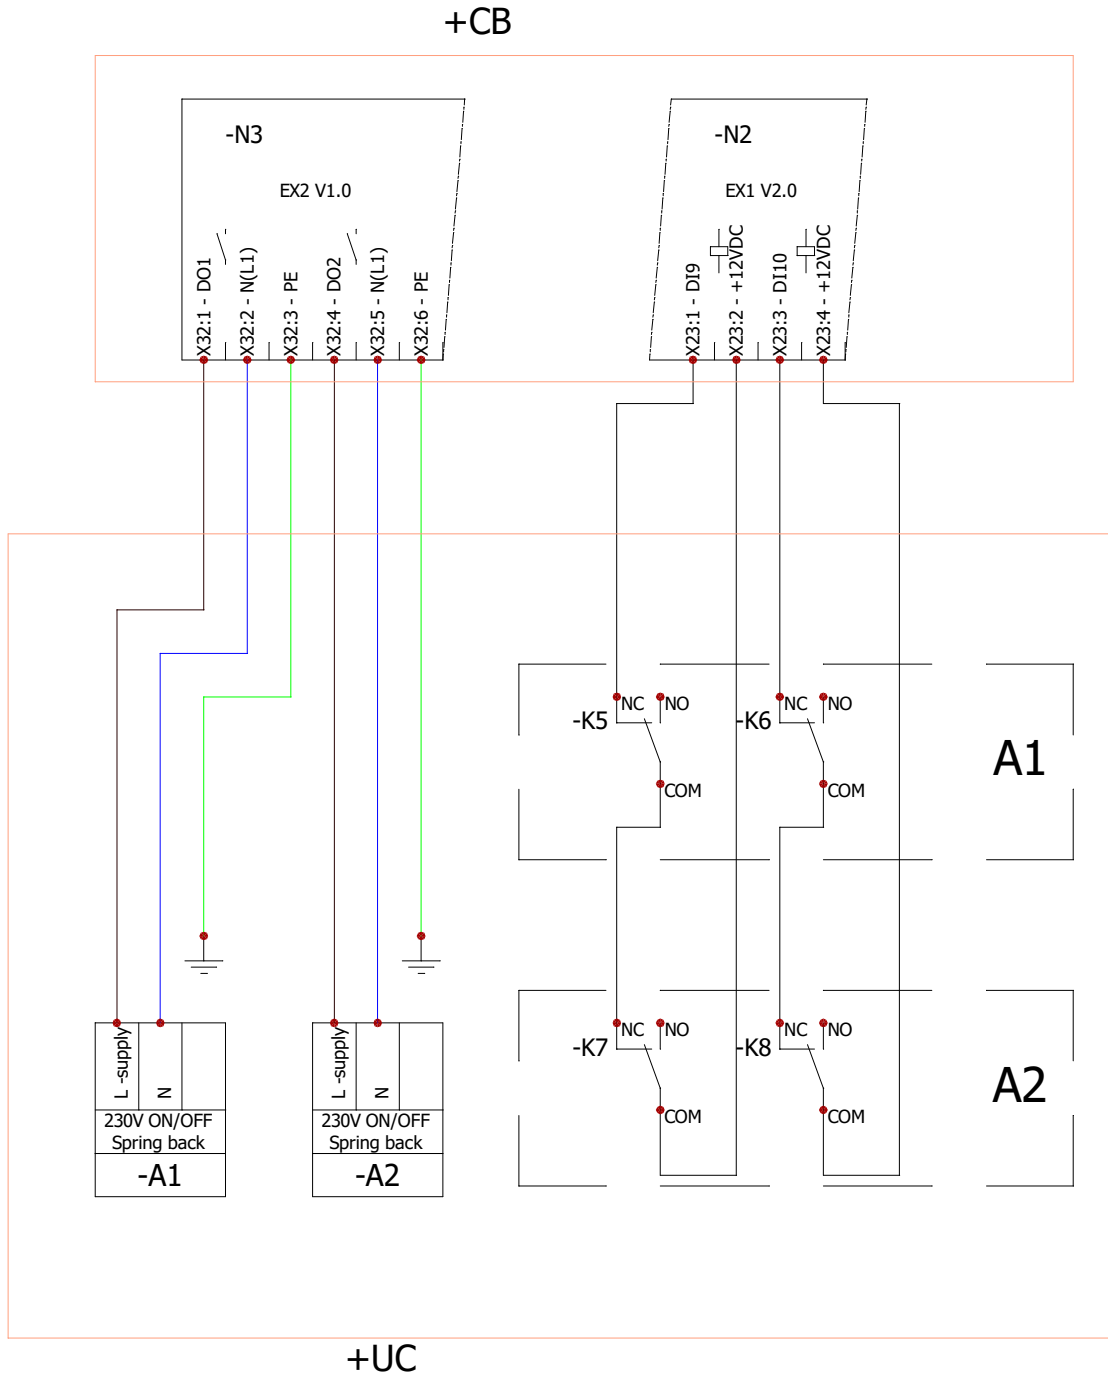 +CB
-N3
-N2
EX2 V1.0
EX1 V2.0
X32:1 - DO1
X32:2 - N(L1)
X32:3 - PE
X32:4 - DO2
X32:5 - N(L1)
X32:6 - PE
X23:1 - DI9
X23:2 - +12VDC
X23:3 - DI10
X23:4 - +12VDC
NC
NO
-K5
COM
NC
NO
-K6
COM
A1
NC
NO
-K7
COM
NC
NO
-K8
COM
A2
L -supply
N
230V ON/OFF
Spring back
-A1
L -supply
N
230V ON/OFF
Spring back
-A2
+UC